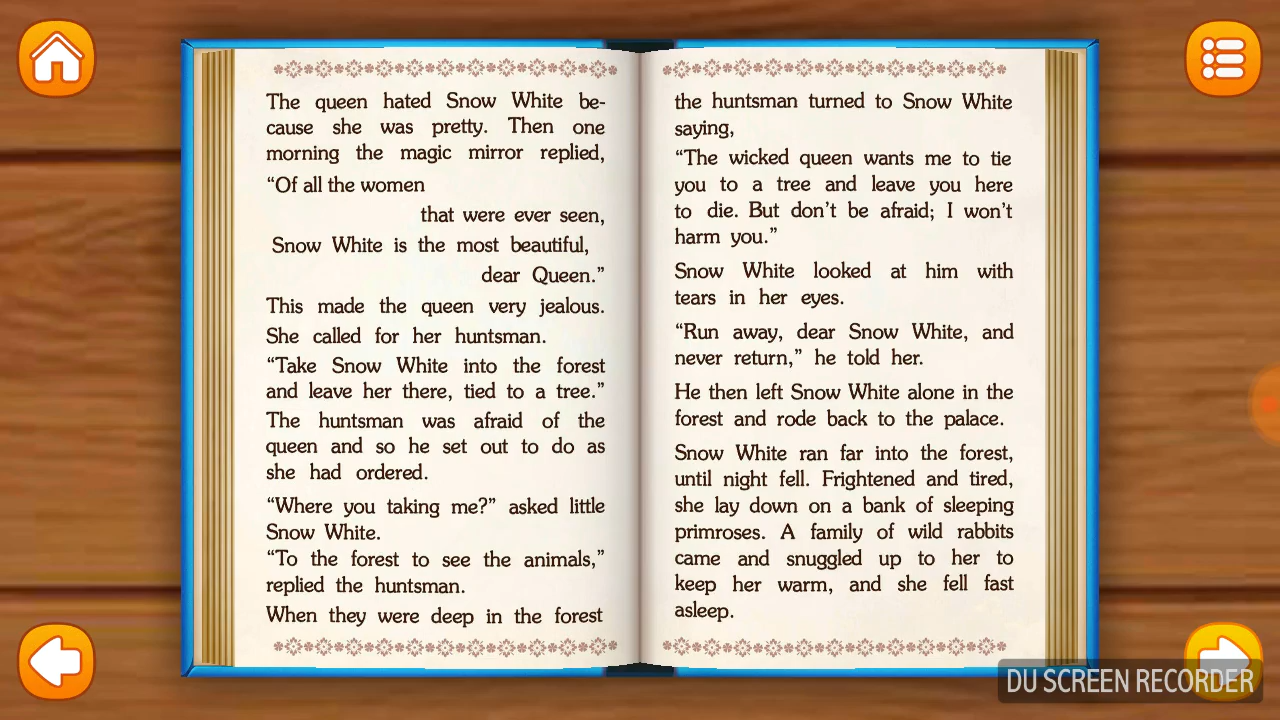 The queen hated Snow White be-
cause she was pretty. Then one
morning the magic mirror replied,
“Of all the women
that were ever seen,
Snow White is the most beautiful,
dear Queen.”
This made the queen very jealous.
She called for her huntsman.
“Take Snow White into the forest
and leave her there, tied to a tree.”
The huntsman was afraid of the
queen and so he set out to do as
she had ordered.
“Where you taking me?” asked little
Snow White.
“To the forest to see the animals,”
replied the huntsman.
When they were deep in the forest
the huntsman turned to Snow White
saying,
“The wicked queen wants me to tie
you to a tree and leave you here
to die. But don’t be afraid; I won’t
harm you.”
Snow White looked at him with
tears in her eyes.
“Run away, dear Snow White, and
never return,” he told her.
He then left Snow White alone in the
forest and rode back to the palace.
Snow White ran far into the forest,
until night fell. Frightened and tired,
she lay down on a bank of sleeping
primroses. A family of wild rabbits
came and snuggled up to her to
keep her warm, and she fell fast
asleep.
DU SCREEN RECORDER